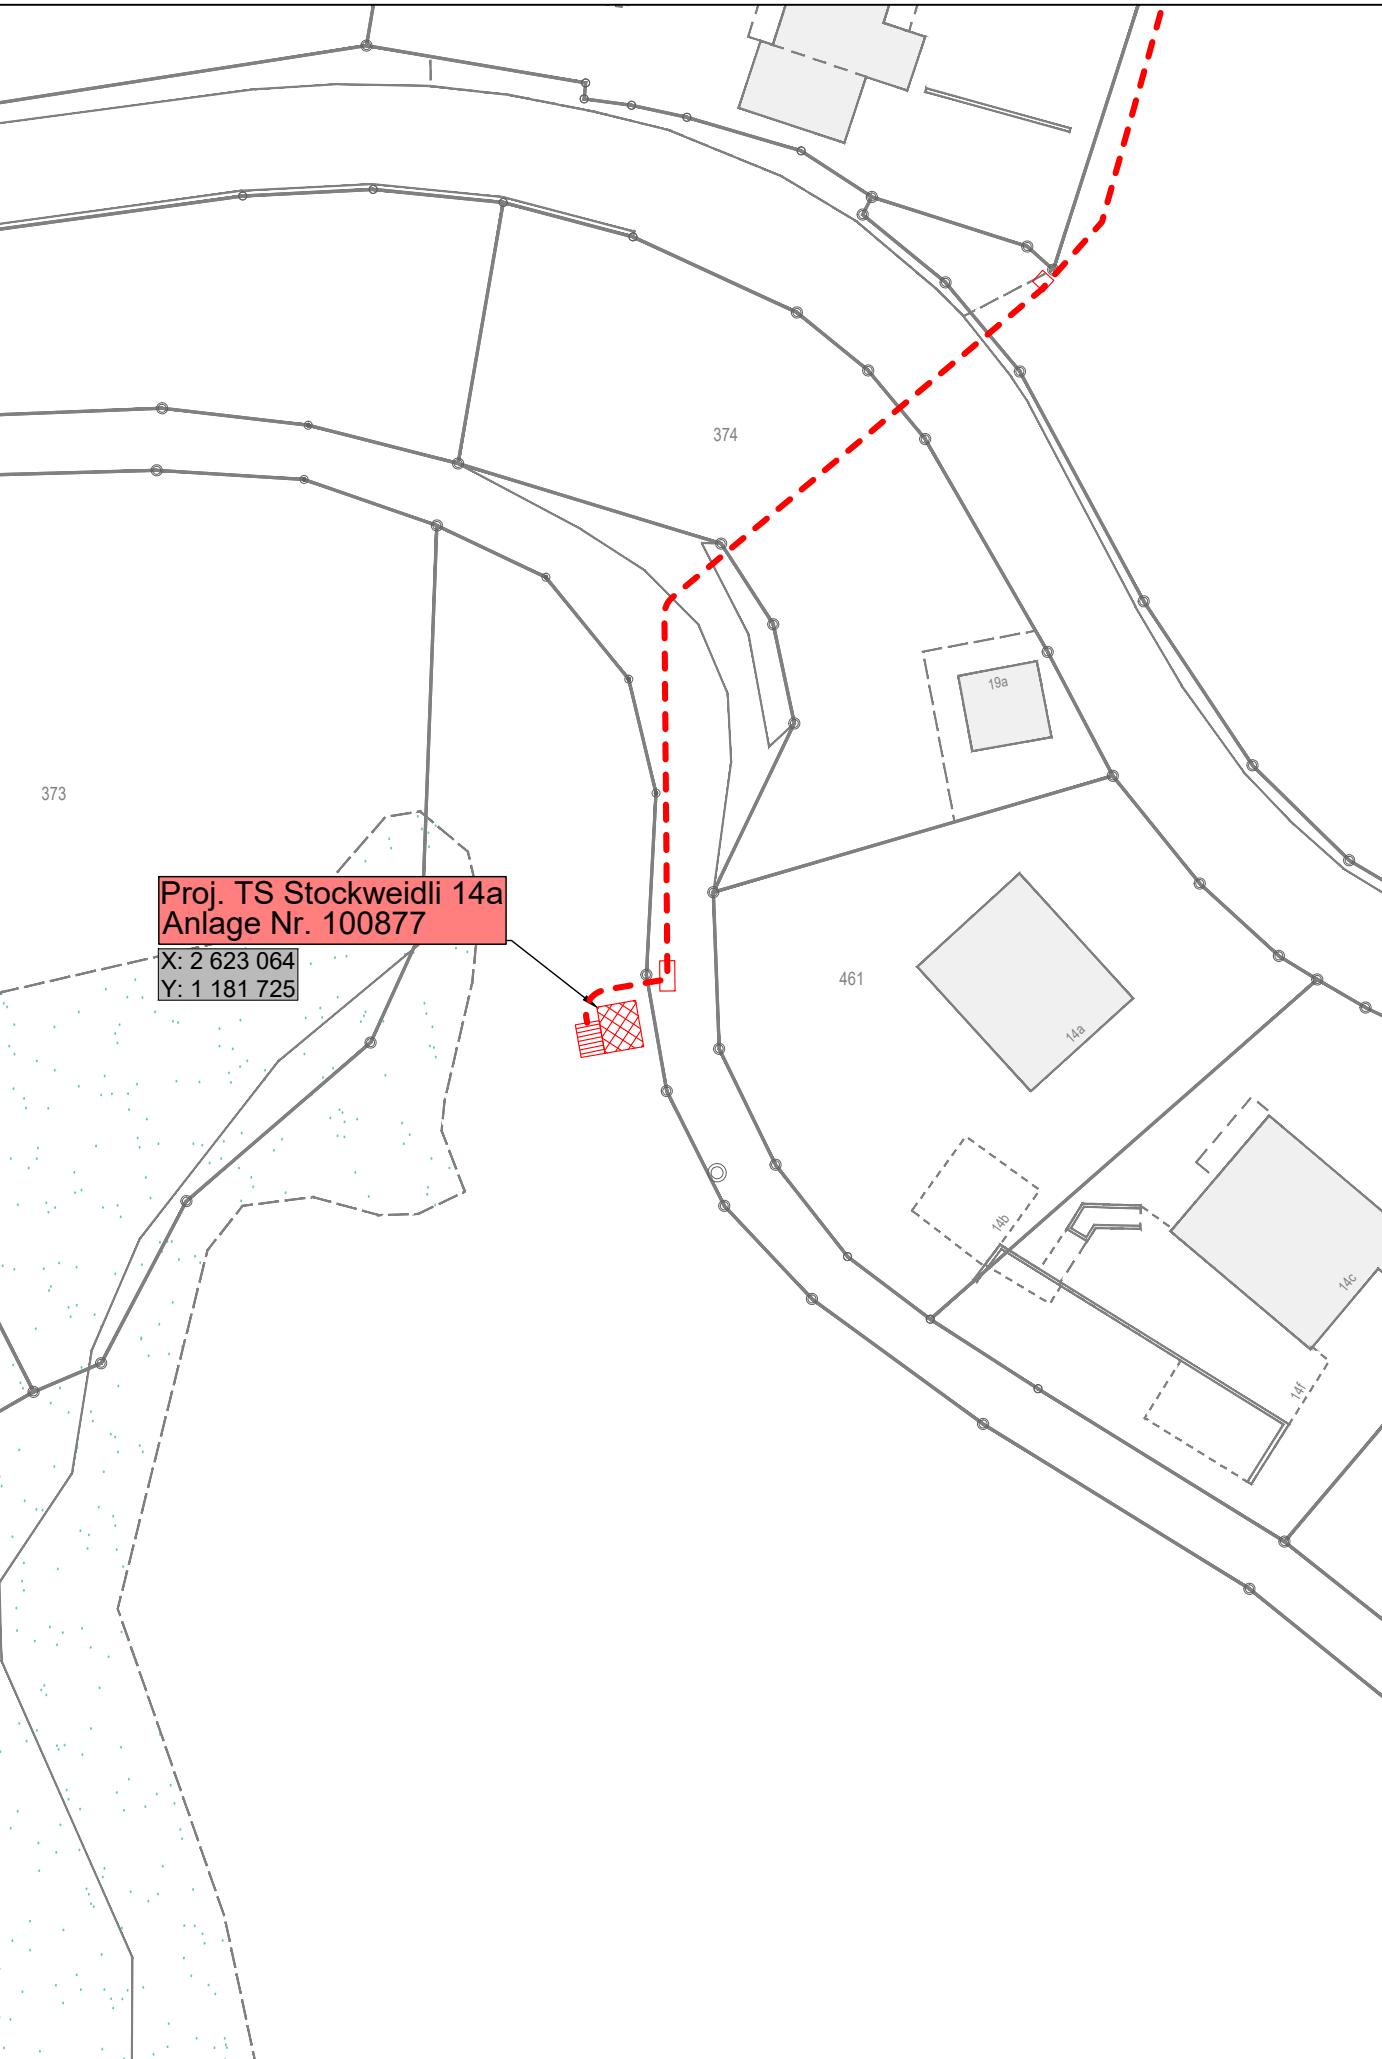 374
19a
373
Proj. TS Stockweidli 14a
Anlage Nr. 100877
X: 2 623 064
Y: 1 181 725
461
14a
14b
14c
14f